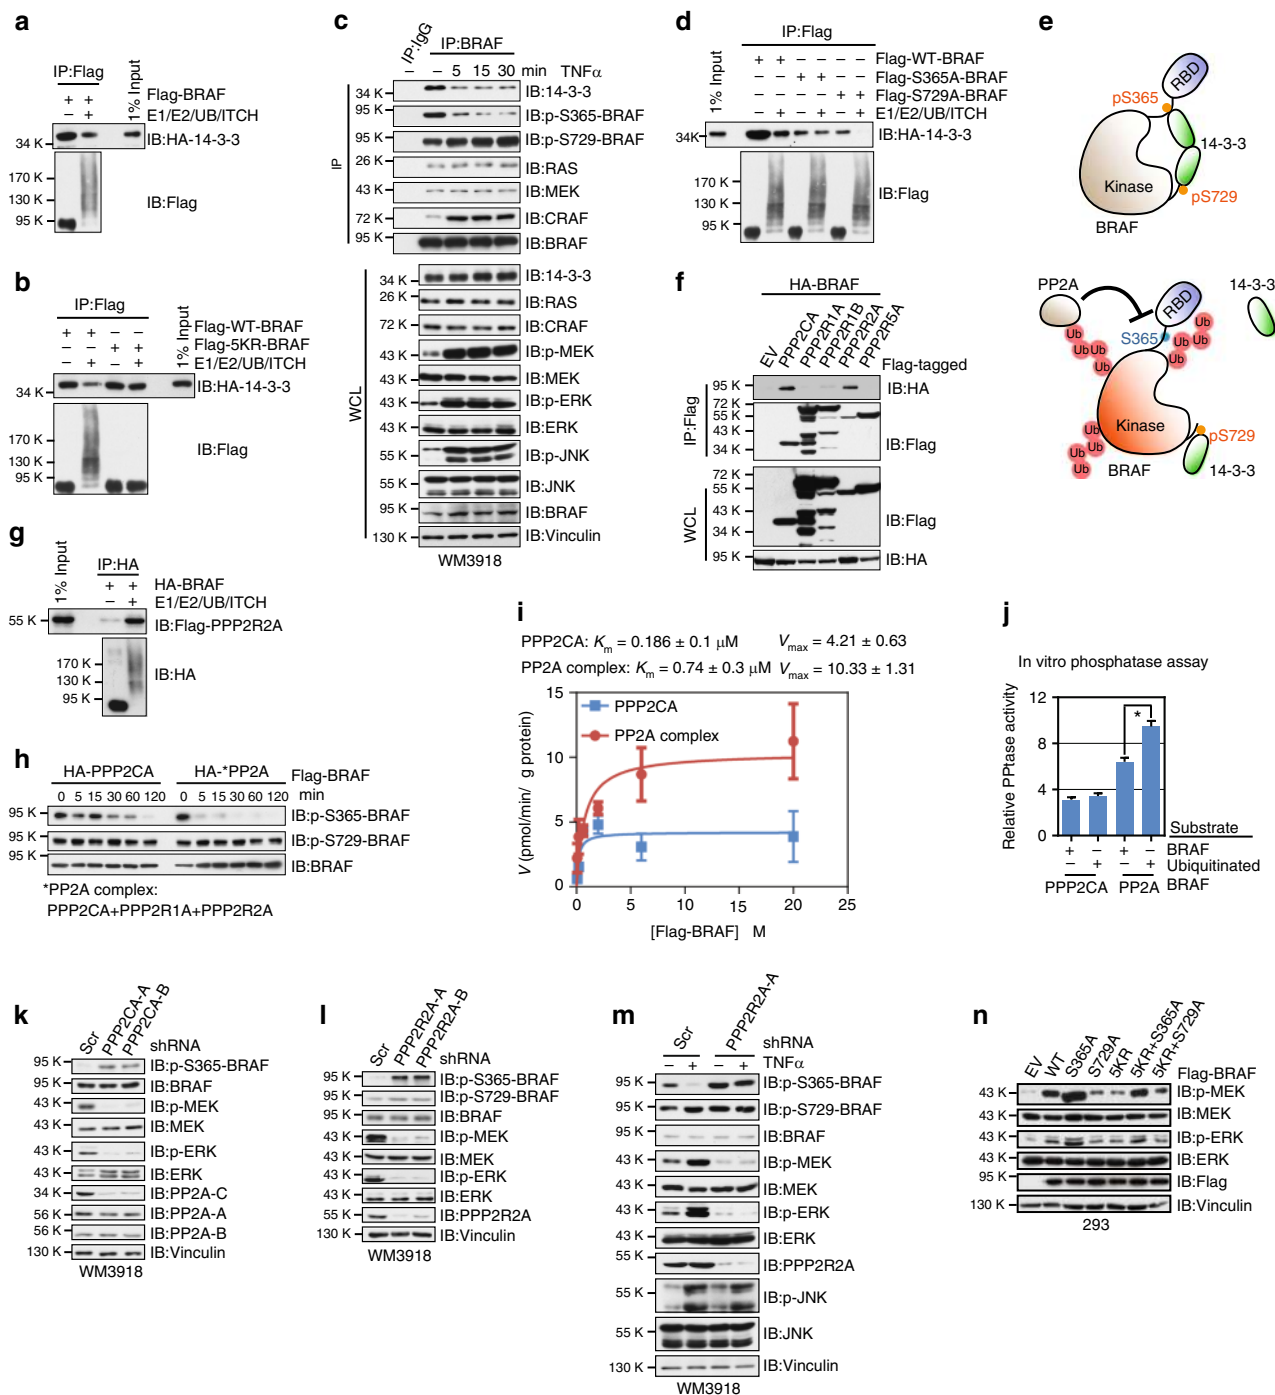 a
IP:Flag
1% Input
+ + Flag-BRAF
– + E1/E2/UB/ITCH
34 K IB:HA-14-3-3
170 K
130 K
95 K
IB:Flag
b
IP:Flag
1% Input
+ + – – Flag-WT-BRAF
– – + + Flag-5KR-BRAF
– + – + E1/E2/UB/ITCH
34 K IB:HA-14-3-3
170 K
130 K
95 K
IB:Flag
c
IP:IgG
IP:BRAF
– – 5 15 30 min TNFα
IP
34 K IB:14-3-3
95 K IB:p-S365-BRAF
95 K IB:p-S729-BRAF
26 K IB:RAS
43 K IB:MEK
72 K IB:CRAF
95 K IB:BRAF
WCL
34 K IB:14-3-3
26 K IB:RAS
72 K IB:CRAF
43 K IB:p-MEK
43 K IB:MEK
43 K IB:p-ERK
43 K IB:ERK
55 K IB:p-JNK
55 K IB:JNK
95 K IB:BRAF
130 K IB:Vinculin
WM3918
d
IP:Flag
1% Input
+ + – – – – Flag-WT-BRAF
– – + + – – Flag-S365A-BRAF
– – – – + + Flag-S729A-BRAF
– + – + – + E1/E2/UB/ITCH
34K IB:HA-14-3-3
170 K
130 K
95 K
IB:Flag
e
RBD
pS365
14-3-3
Kinase
pS729
BRAF
PP2A
RBD
14-3-3
S365
Ub
Ub
Ub
Ub
Ub
Ub
Ub
Kinase
Ub
Ub
Ub
pS729
BRAF
14-3-3
f
HA-BRAF
EV
PPP2CA
PPP2R1A
PPP2R1B
PPP2R2A
PPP2R5A
Flag-tagged
IP:Flag
95 K IB:HA
72 K
55 K
43 K
34 K
IB:Flag
WCL
72 K
55 K
43 K
34 K
IB:Flag
95 K IB:HA
g
1% Input
IP:HA
+ + HA-BRAF
– + E1/E2/UB/ITCH
55 K IB:Flag-PPP2R2A
170 K
130 K
95 K
IB:HA
h
HA-PPP2CA HA-*PP2A Flag-BRAF
0 5 15 30 60 120 0 5 15 30 60 120 min
95 K IB:p-S365-BRAF
95 K IB:p-S729-BRAF
95 K IB:BRAF
*PP2A complex:
PPP2CA+PPP2R1A+PPP2R2A
i
PPP2CA: Km = 0.186 ± 0.1 μM Vmax = 4.21 ± 0.63
PP2A complex: Km = 0.74 ± 0.3 μM Vmax = 10.33 ± 1.31
15
10
5
0
V (pmol/min/ g protein)
PPP2CA
PP2A complex
0 5 10 15 20 25
[Flag-BRAF] M
j
In vitro phosphatase assay
Relative PPtase activity
12
8
4
0
*
Substrate
+ – + – BRAF
– + – + Ubiquitinated
BRAF
PPP2CA PP2A
k
Scr
PPP2CA-A
PPP2CA-B
shRNA
95 K IB:p-S365-BRAF
95 K IB:BRAF
43 K IB:p-MEK
43 K IB:MEK
43 K IB:p-ERK
43 K IB:ERK
34 K IB:PP2A-C
56 K IB:PP2A-A
56 K IB:PP2A-B
130 K IB:Vinculin
WM3918
l
Scr
PPP2R2A-A
PPP2R2A-B
shRNA
95 K IB:p-S365-BRAF
95 K IB:p-S729-BRAF
95 K IB:BRAF
43 K IB:p-MEK
43 K IB:MEK
43 K IB:p-ERK
43 K IB:ERK
55 K IB:PPP2R2A
130 K IB:Vinculin
WM3918
m
Scr
PPP2R2A-A
shRNA
– + – + TNFα
95 K IB:p-S365-BRAF
95 K IB:p-S729-BRAF
95 K IB:BRAF
43 K IB:p-MEK
43 K IB:MEK
43 K IB:p-ERK
43 K IB:ERK
55 K IB:PPP2R2A
55 K IB:p-JNK
55 K IB:JNK
130 K IB:Vinculin
WM3918
n
EV
WT
S365A
S729A
5KR
5KR+S365A
5KR+S729A
Flag-BRAF
43 K IB:p-MEK
43 K IB:MEK
43 K IB:p-ERK
43 K IB:ERK
95 K IB:Flag
130 K IB:Vinculin
293